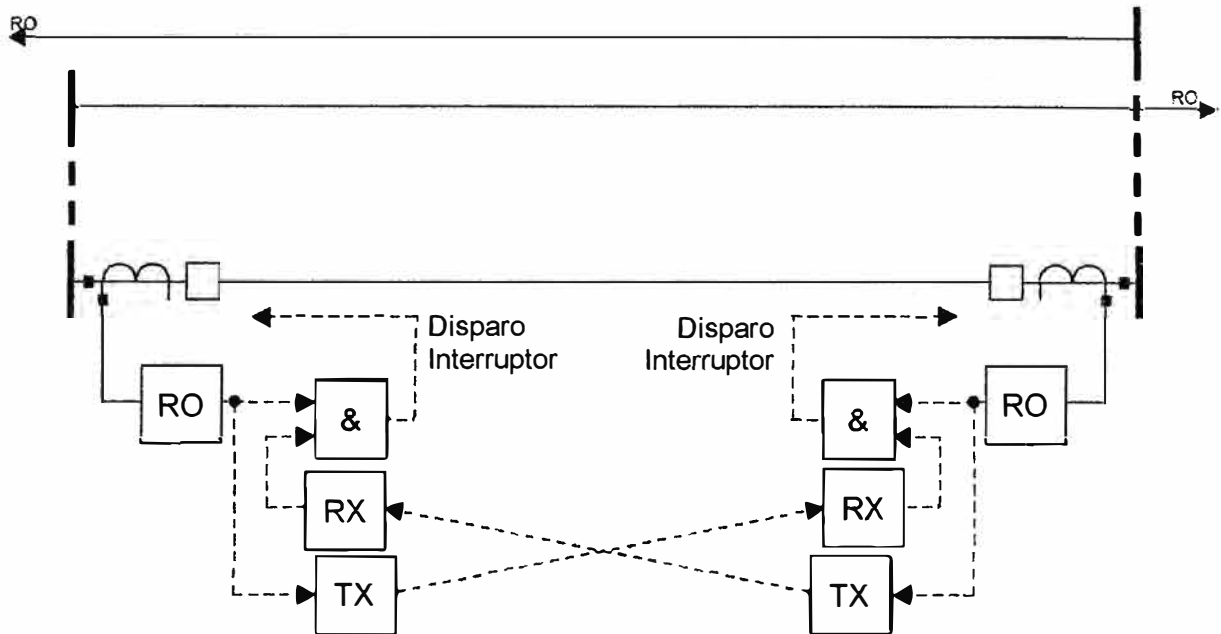 RO
RO
Disparo
Interruptor
Disparo
Interruptor
RO
&
&
RO
RX
RX
TX
TX